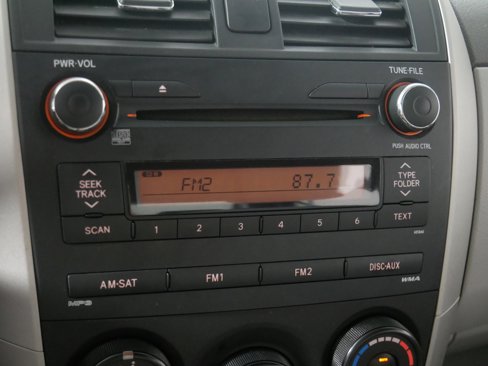 PWR·VOL
TUNE·FILE
PUSH AUDIO CTRL
FM2 87.7
SEEK
TRACK
TYPE
FOLDER
SCAN 1 2 3 4 5 6 TEXT
AM·SAT FM1 FM2 DISC·AUX
MP3 WMA